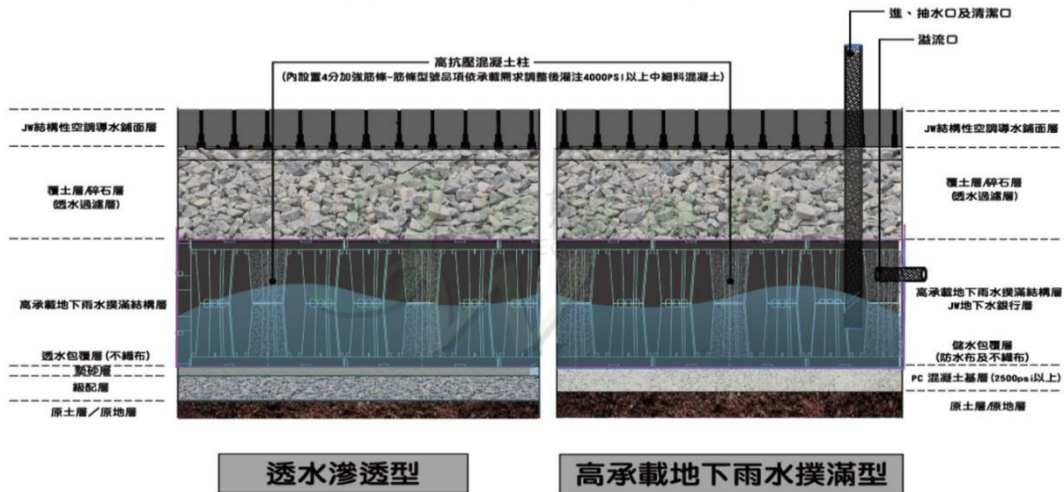 進、抽水口及清潔口
溢流口
高抗壓混凝土柱
(內設置4分加強筋條-筋條型號品項依承載需求調整後灌注4000PSI以上中細料混凝土)
JW結構性空調導水鋪面層
覆土層/碎石層
(透水過濾層)
高承載地下雨水撲滿結構層
透水包覆層(不織布)
級配層
原土層/原地層
JW結構性空調導水鋪面層
覆土層/碎石層
(透水過濾層)
高承載地下雨水撲滿結構層
JW地下水銀行層
儲水包覆層
(防水布及不織布)
PC 混凝土基層(2500psi以上)
原土層/原地層
透水滲透型
高承載地下雨水撲滿型